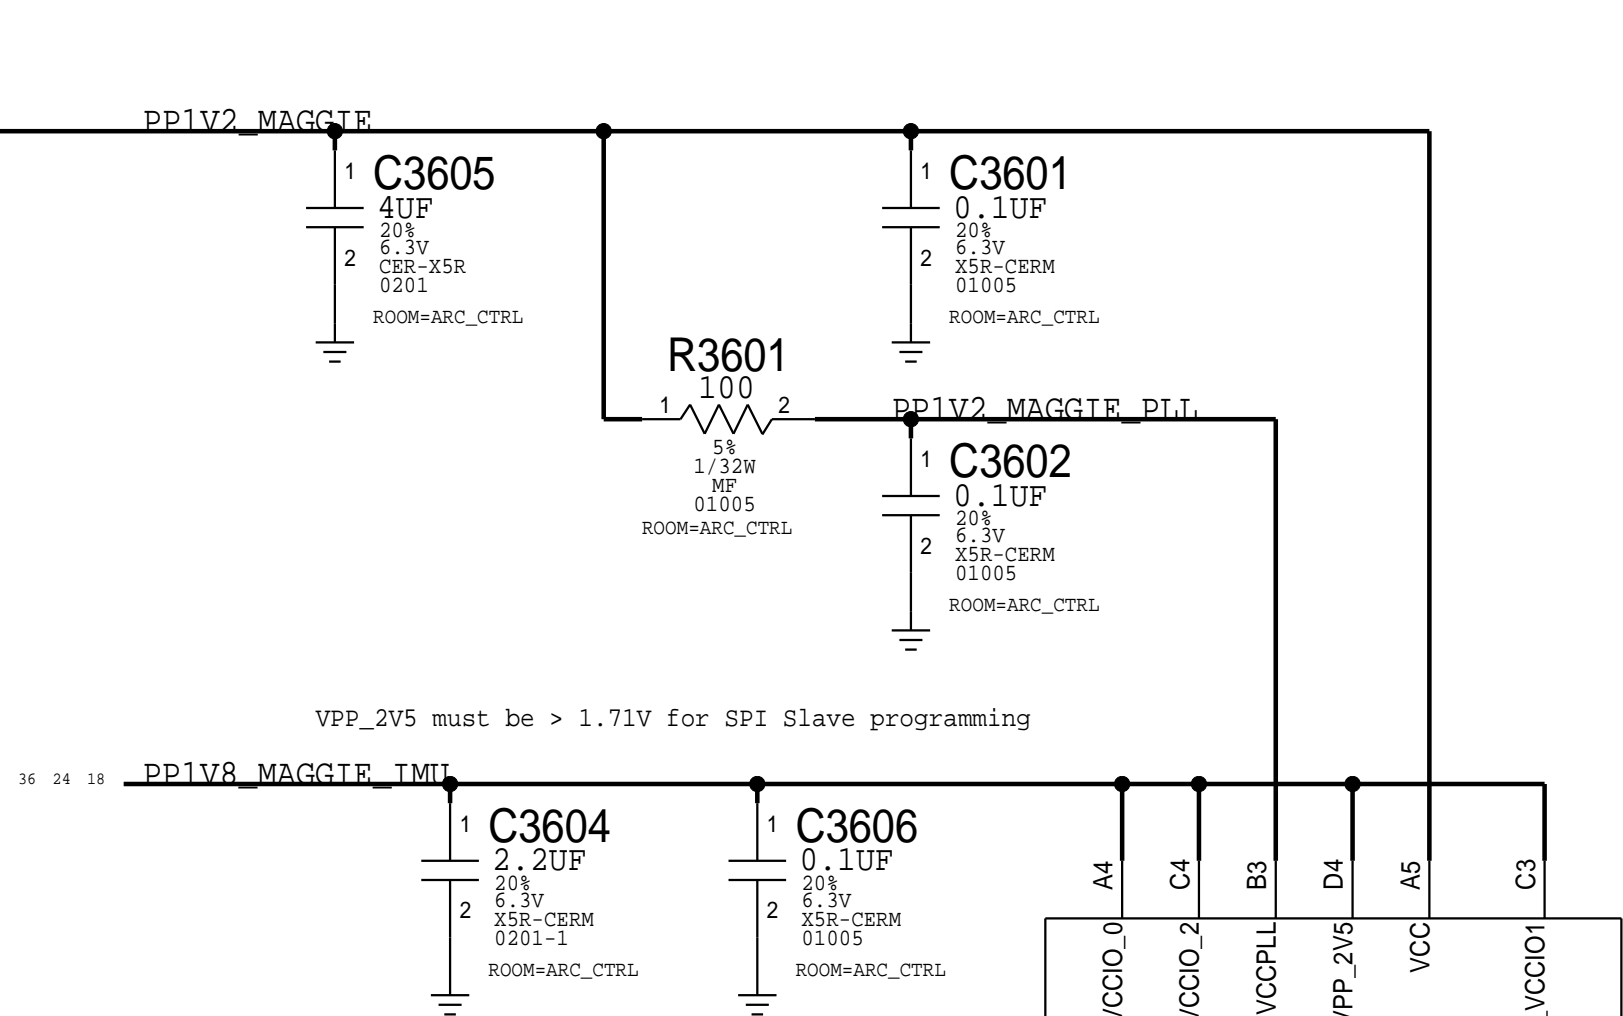 PP1V2_MAGGIE
1
C3605
4UF
20%
6.3V
2
CER-X5R
0201
ROOM=ARC_CTRL
1
C3601
0.1UF
20%
6.3V
2
X5R-CERM
01005
ROOM=ARC_CTRL
R3601
100
1
2
5%
1/32W
MF
01005
ROOM=ARC_CTRL
PP1V2_MAGGIE_PLL
1
C3602
0.1UF
20%
6.3V
2
X5R-CERM
01005
ROOM=ARC_CTRL
VPP_2V5 must be > 1.71V for SPI Slave programming
36 24 18
PP1V8_MAGGIE_IMU
1
C3604
2.2UF
20%
6.3V
2
X5R-CERM
0201-1
ROOM=ARC_CTRL
1
C3606
0.1UF
20%
6.3V
2
X5R-CERM
01005
ROOM=ARC_CTRL
A4
C4
B3
D4
A5
C3
VCCIO_0
VCCIO_2
VCCPLL
VPP_2V5
VCC
_VCCIO1